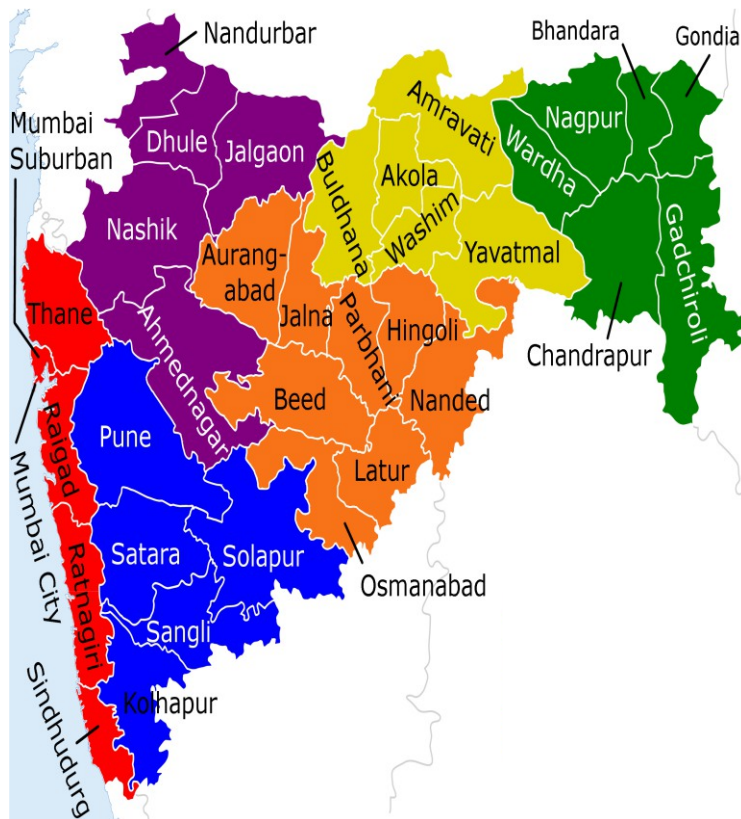 Nandurbar
Bhandara
Gondia
Mumbai
Suburban
Dhule
Jalgaon
Amravati
Nagpur
Wardha
Buldhana
Akola
Nashik
Washim
Yavatmal
Gadchiroli
Aurang-
abad
Thane
Jalna
Parbhani
Hingoli
Chandrapur
Ahmednagar
Beed
Nanded
Raigad
Pune
Latur
Mumbai City
Satara
Solapur
Osmanabad
Ratnagiri
Sangli
Kolhapur
Sindhudurg